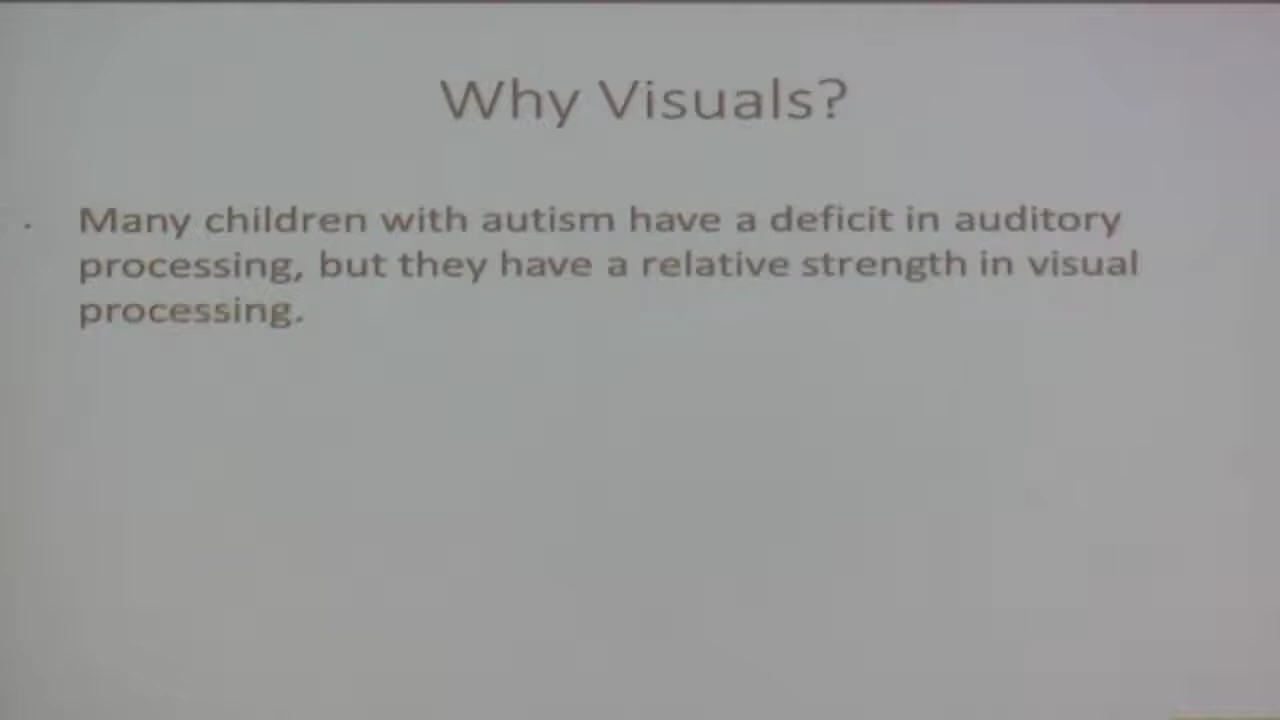 Why Visuals?
Many children with autism have a deficit in auditory
processing, but they have a relative strength in visual
processing.